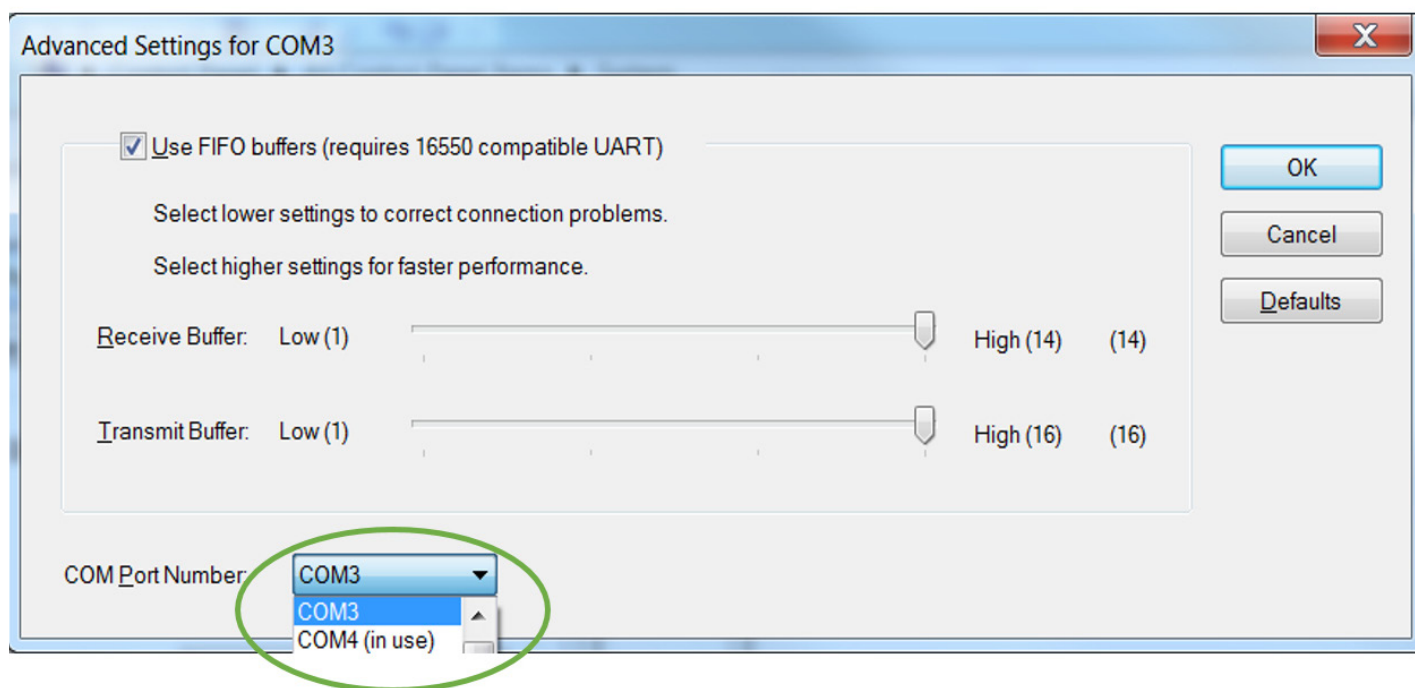 Advanced Settings for COM3
X
Use FIFO buffers (requires 16550 compatible UART)
OK
Select lower settings to correct connection problems.
Cancel
Select higher settings for faster performance.
Defaults
Receive Buffer: Low (1) High (14) (14)
Transmit Buffer: Low (1) High (16) (16)
COM Port Number: COM3
COM3
COM4 (in use)